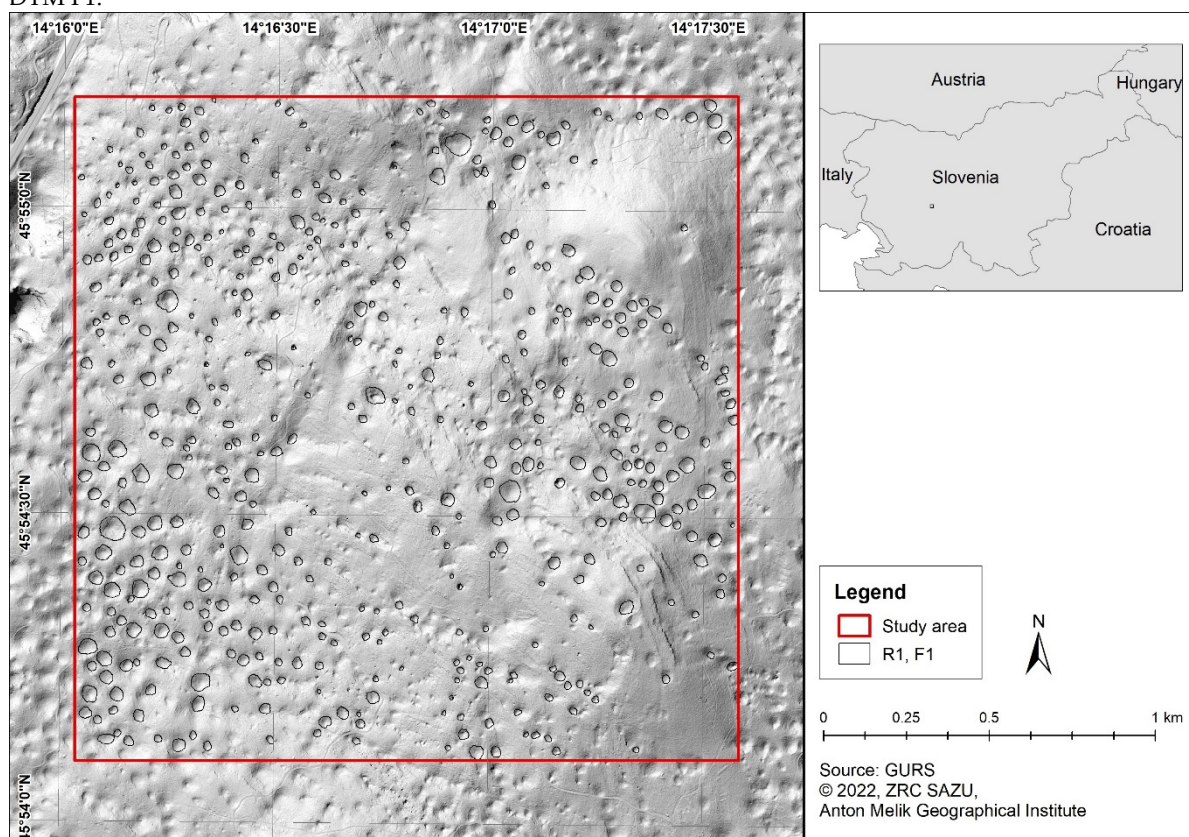 14°16'0"E 14°16'30"E 14°17'0"E 14°17'30"E
45°55'0"N
45°54'30"N
45°54'0"N
Austria
Hungary
Italy
Slovenia
Croatia
Legend
Study area
R1, F1
N
0 0.25 0.5 1 km
Source: GURS
© 2022, ZRC SAZU,
Anton Melik Geographical Institute